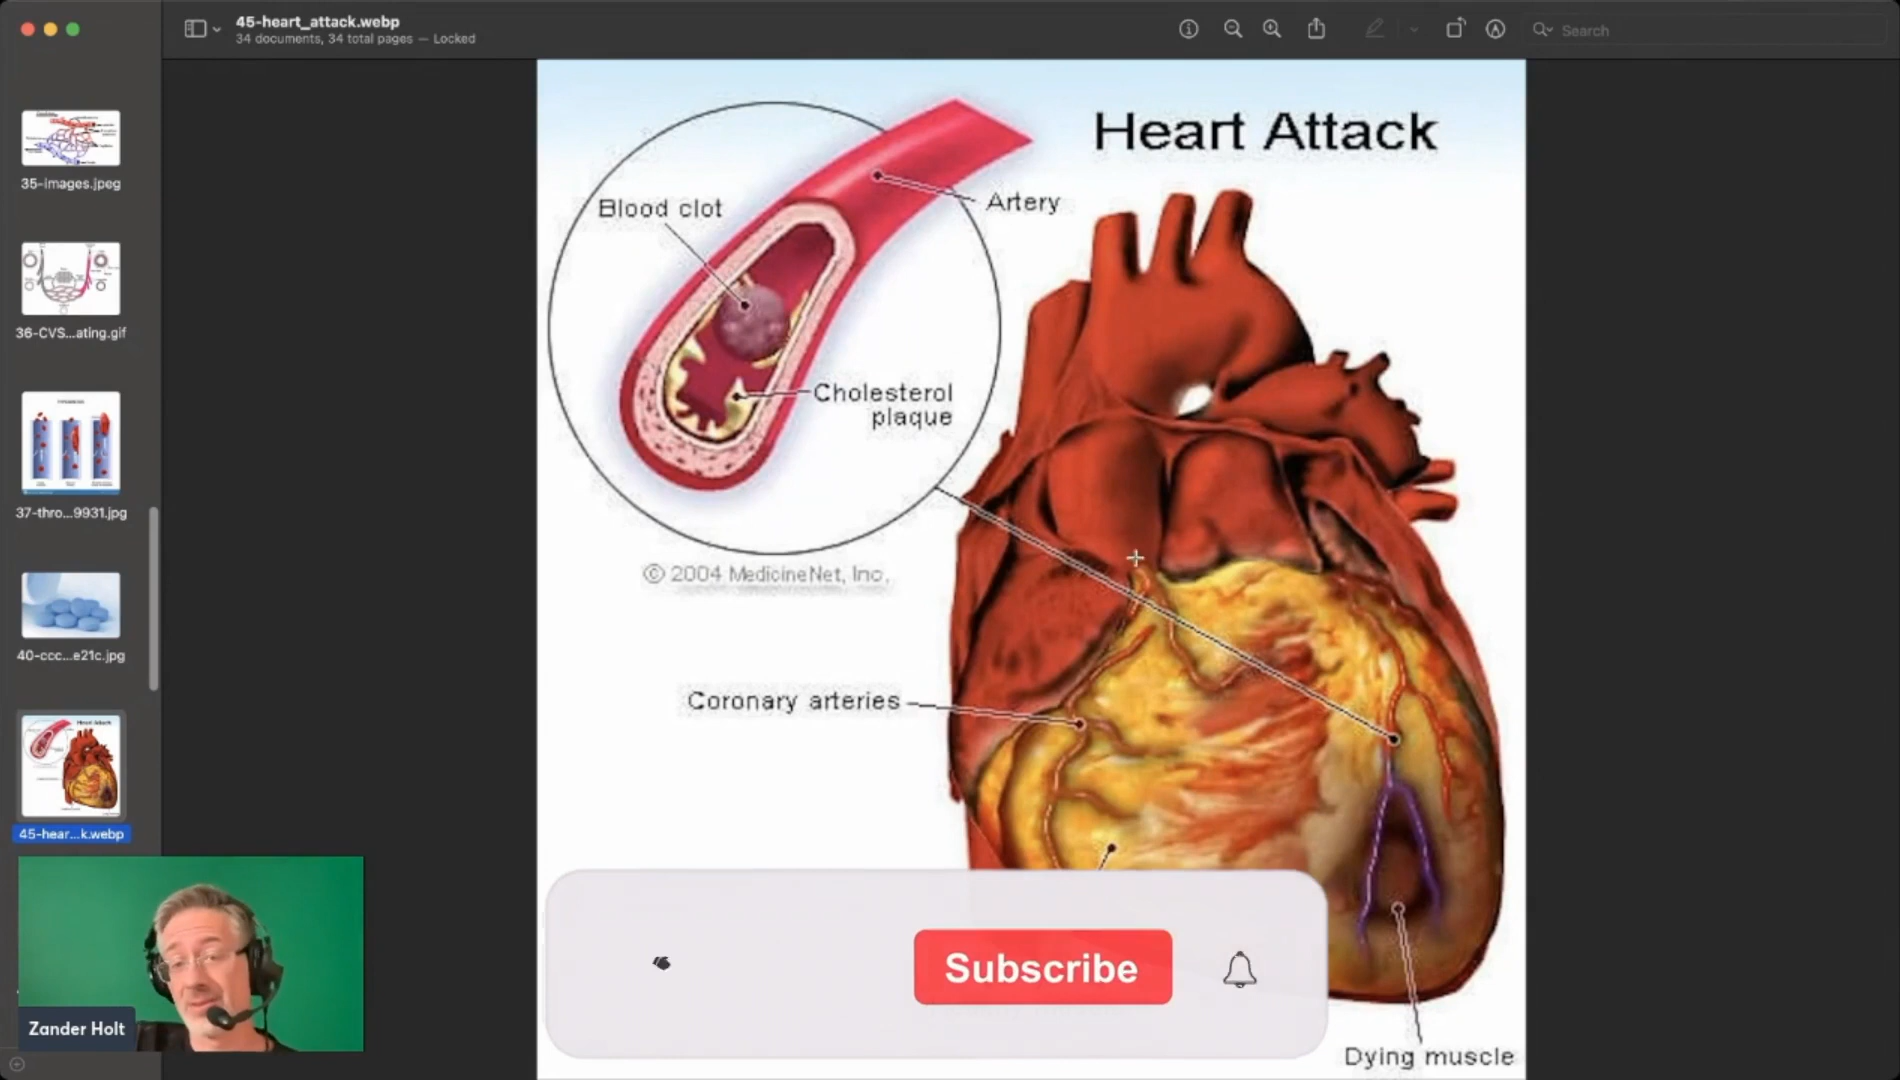 45-heart_attack.webp
34 documents, 34 total pages — Locked
Search
35-images.jpeg
36-CVS...ating.gif
37-thro...9931.jpg
40-ccc...e21c.jpg
45-hear...k.webp
Heart Attack
Blood clot
Artery
Cholesterol
plaque
© 2004 MedicineNet, Inc.
Coronary arteries
Subscribe
Zander Holt
Dying muscle